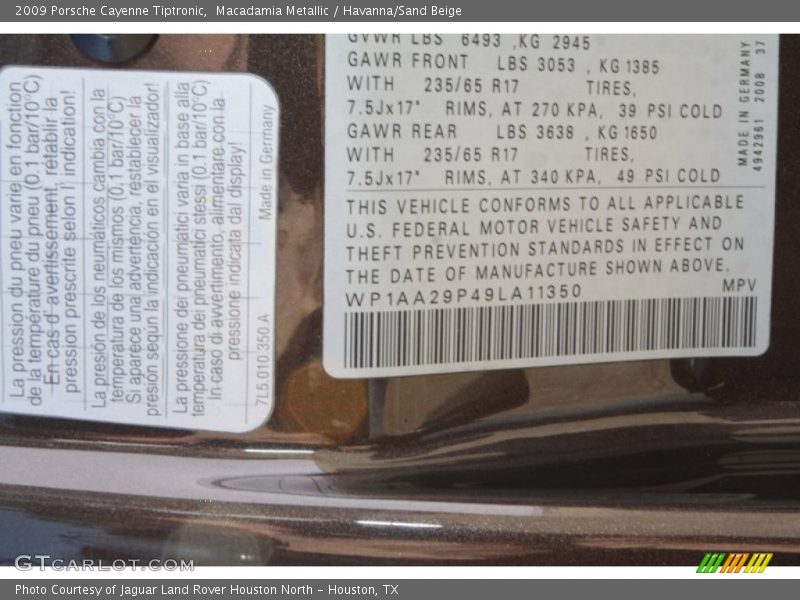 2009 Porsche Cayenne Tiptronic,  Macadamia Metallic / Havanna/Sand Beige
La pression du pneu varie en fonction
de la température du pneu (0.1 bar/10°C)
En cas d' avertissement, retablir la
pression prescrite selon l' indication!
La presión de los neumáticos cambia con la
temperatura de los mismos (0,1 bar/10°C)
Si aparece una advertencia, restablecer la
presión segun la indicación en el visualizador!
La pressione dei pneumatici varia in base alla
temperatura dei pneumatici stessi (0.1 bar/10°C)
In caso di avvertimento, alimentare con la
pressione indicata dal display!
Made in Germany
7L5.010.350.A
GVWR LBS 6493 ,KG 2945
GAWR FRONT LBS 3053 , KG 1385
WITH 235/65 R17 TIRES,
7.5Jx17" RIMS, AT 270 KPA, 39 PSI COLD
GAWR REAR LBS 3638 , KG 1650
WITH 235/65 R17 TIRES,
7.5Jx17" RIMS, AT 340 KPA, 49 PSI COLD
THIS VEHICLE CONFORMS TO ALL APPLICABLE
U.S. FEDERAL MOTOR VEHICLE SAFETY AND
THEFT PREVENTION STANDARDS IN EFFECT ON
THE DATE OF MANUFACTURE SHOWN ABOVE.
WP1AA29P49LA11350 MPV
MADE IN GERMANY
4942961 2008 37
GTCARLOT.COM
Photo Courtesy of Jaguar Land Rover Houston North - Houston, TX